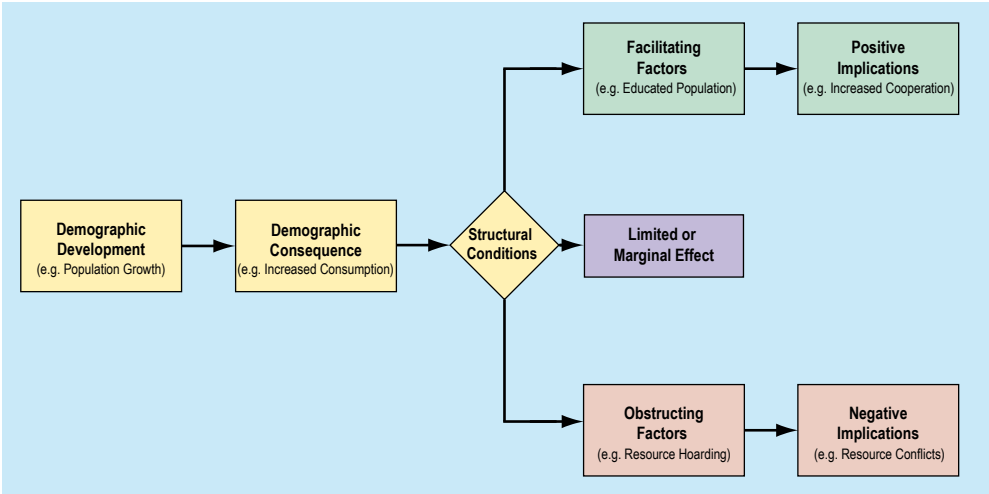 Facilitating
Factors
(e.g. Educated Population)
Positive
Implications
(e.g. Increased Cooperation)
Demographic
Development
(e.g. Population Growth)
Demographic
Consequence
(e.g. Increased Consumption)
Structural
Conditions
Limited or
Marginal Effect
Obstructing
Factors
(e.g. Resource Hoarding)
Negative
Implications
(e.g. Resource Conflicts)